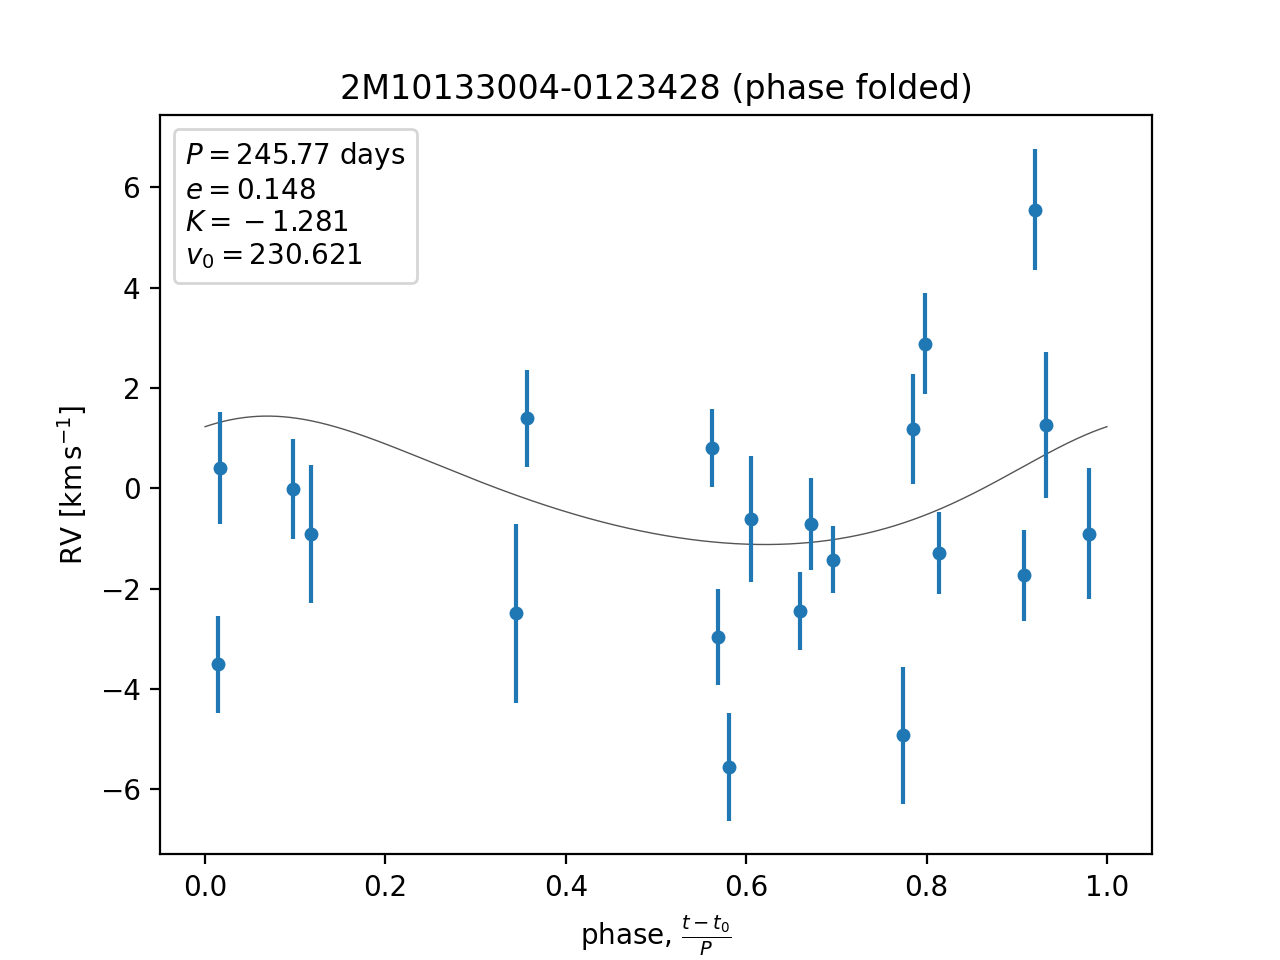 2M10133004-0123428 (phase folded)
P = 245.77 days
e = 0.148
K = −1.281
v₀ = 230.621
RV [km s⁻¹]
6
4
2
0
−2
−4
−6
0.0 0.2 0.4 0.6 0.8 1.0
phase, (t − t₀)/P